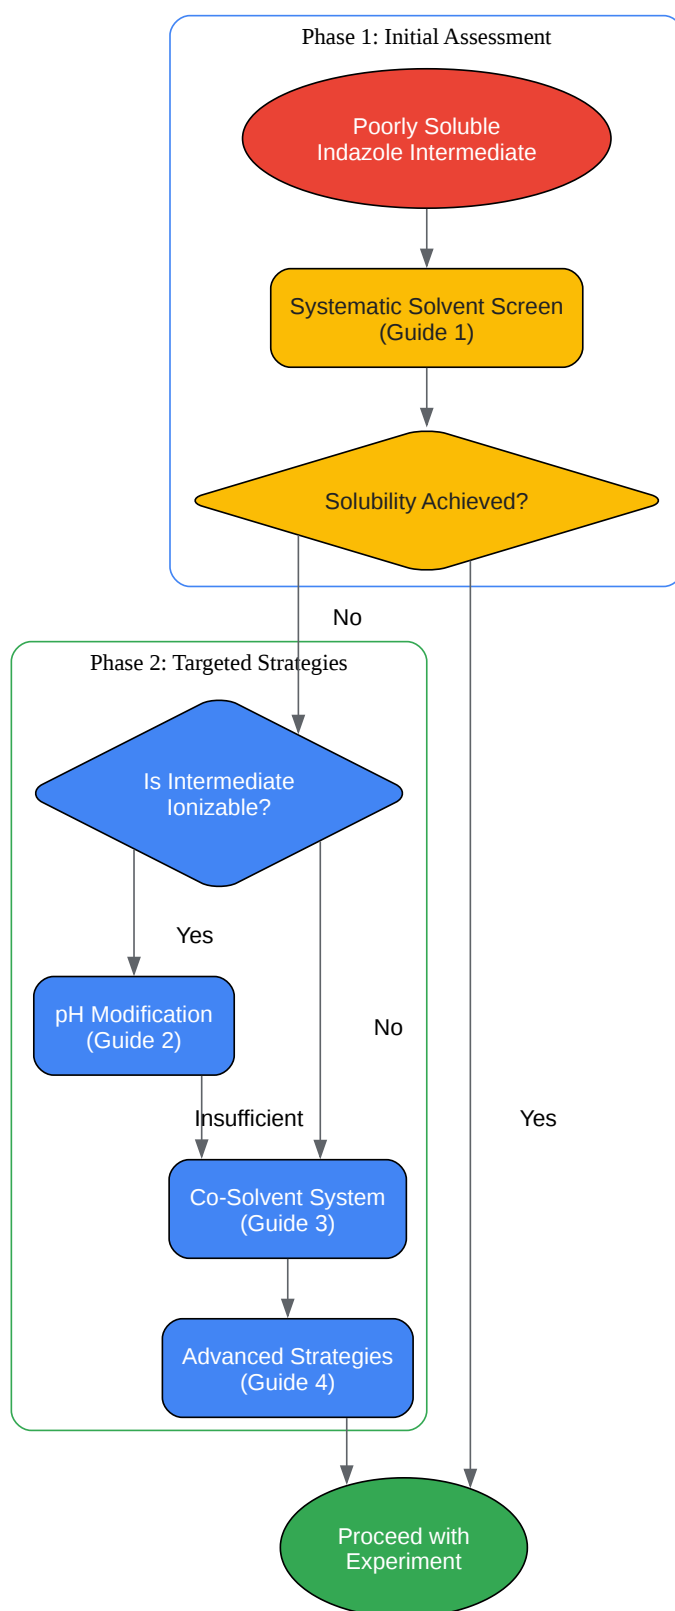 Phase 1: Initial Assessment
Poorly Soluble
Indazole Intermediate
Systematic Solvent Screen
(Guide 1)
Solubility Achieved?
No
Phase 2: Targeted Strategies
Is Intermediate
Ionizable?
Yes
pH Modification
(Guide 2)
No
Insufficient
Yes
Co-Solvent System
(Guide 3)
Advanced Strategies
(Guide 4)
Proceed with
Experiment